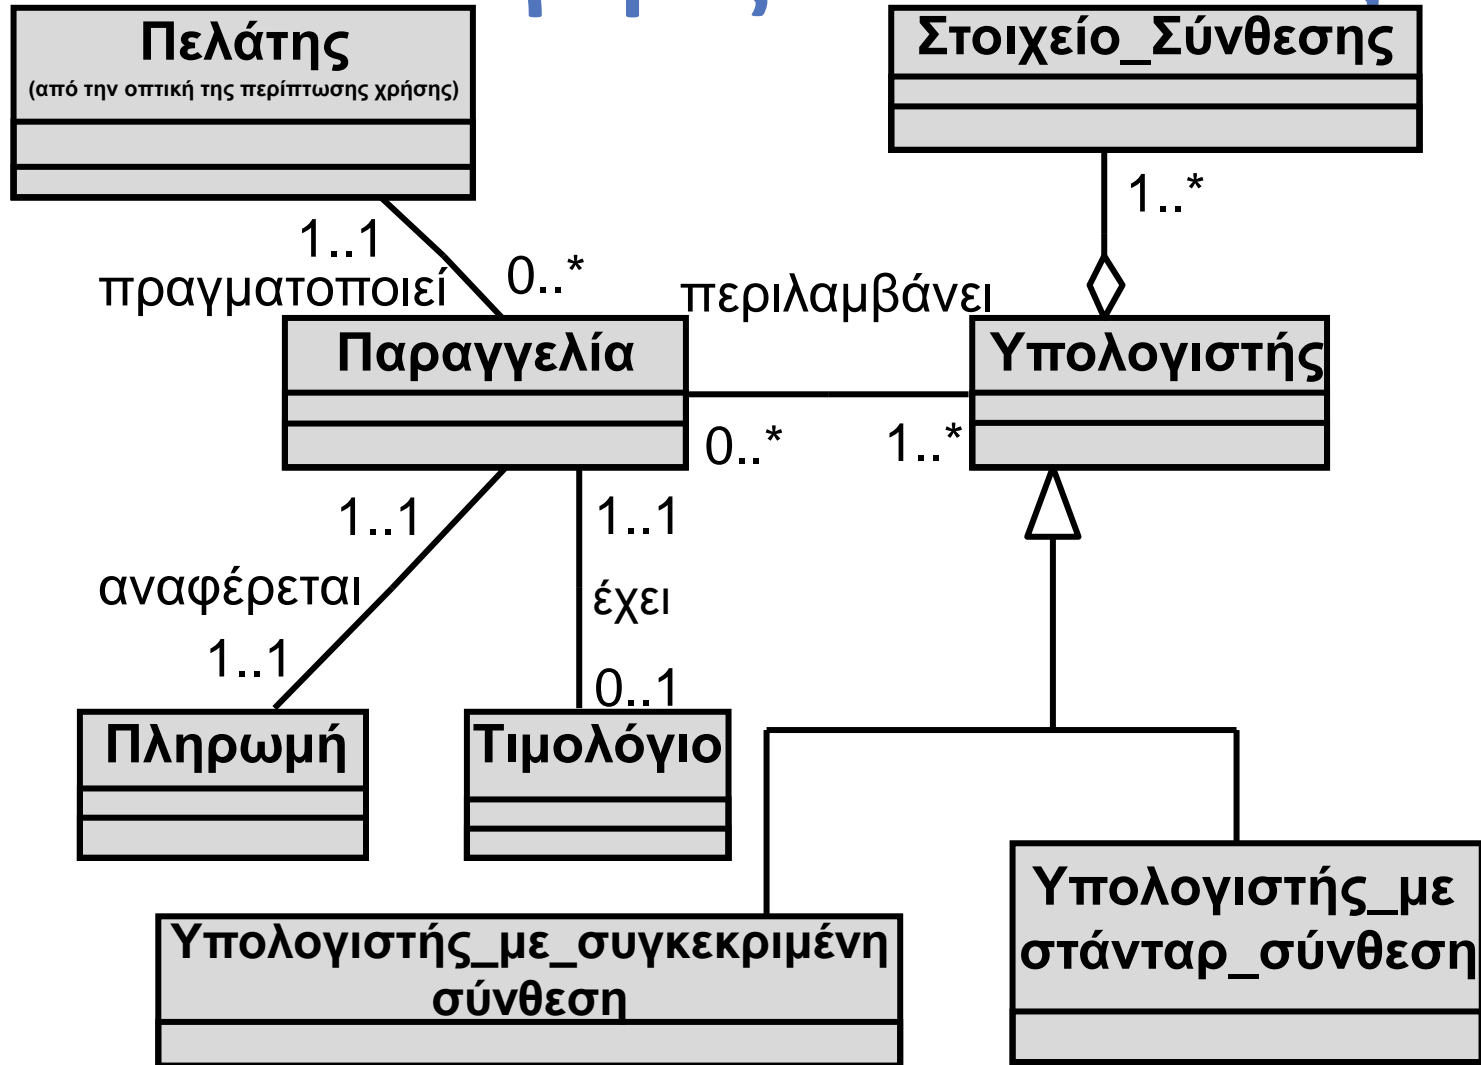 Πελάτης
(από την οπτική της περίπτωσης χρήσης)
Στοιχείο_Σύνθεσης
1..*
1..1
πραγματοποιεί
0..*
περιλαμβάνει
Παραγγελία
Υπολογιστής
0..*
1..*
1..1
1..1
αναφέρεται
έχει
1..1
0..1
Πληρωμή
Τιμολόγιο
Υπολογιστής_με_συγκεκριμένη
σύνθεση
Υπολογιστής_με
στάνταρ_σύνθεση